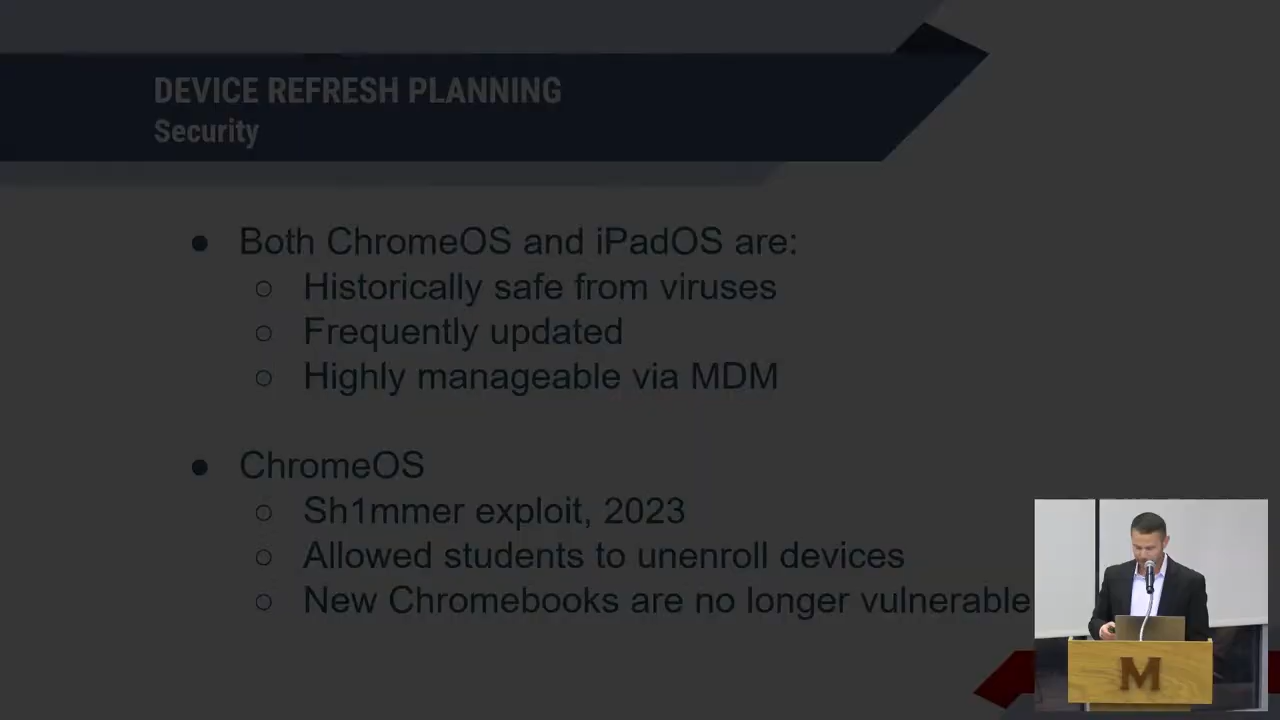 DEVICE REFRESH PLANNING
Security
● Both ChromeOS and iPadOS are:
○ Historically safe from viruses
○ Frequently updated
○ Highly manageable via MDM
● ChromeOS
○ Sh1mmer exploit, 2023
○ Allowed students to unenroll devices
○ New Chromebooks are no longer vulnerable
M